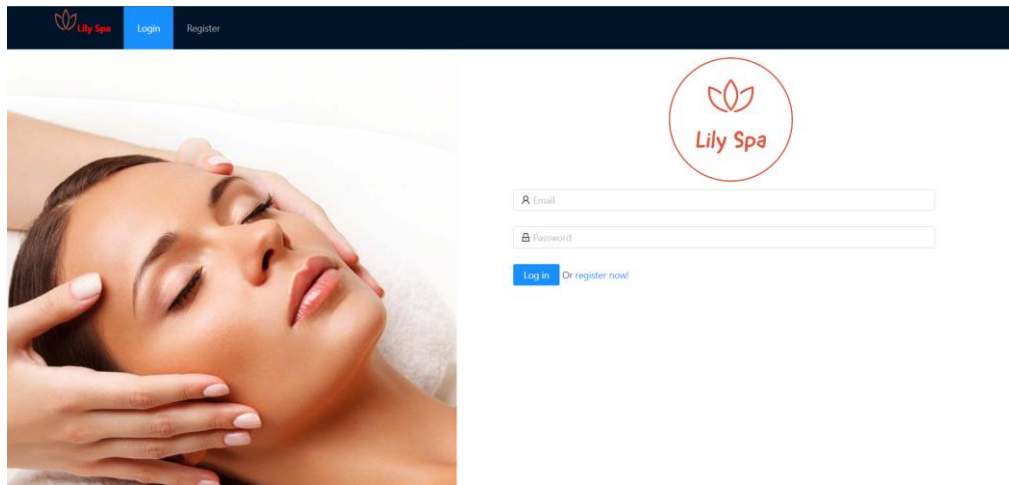 Lily Spa Login Register
Lily Spa
Email
Password
Log in Or register now!